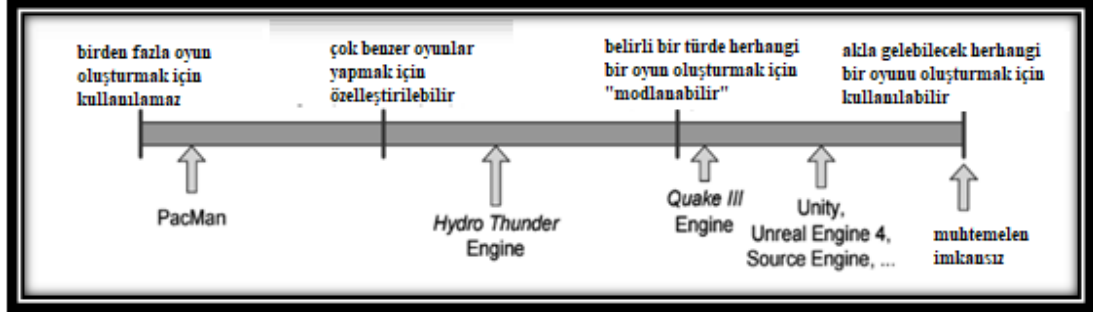 birden fazla oyun
oluşturmak için
kullanılamaz
çok benzer oyunlar
yapmak için
özelleştirilebilir
belirli bir türde herhangi
bir oyun oluşturmak için
"modlanabilir"
akla gelebilecek herhangi
bir oyunu oluşturmak için
kullanılabilir
PacMan
Hydro Thunder
Engine
Quake III
Engine
Unity,
Unreal Engine 4,
Source Engine, ...
muhtemelen
imkansız